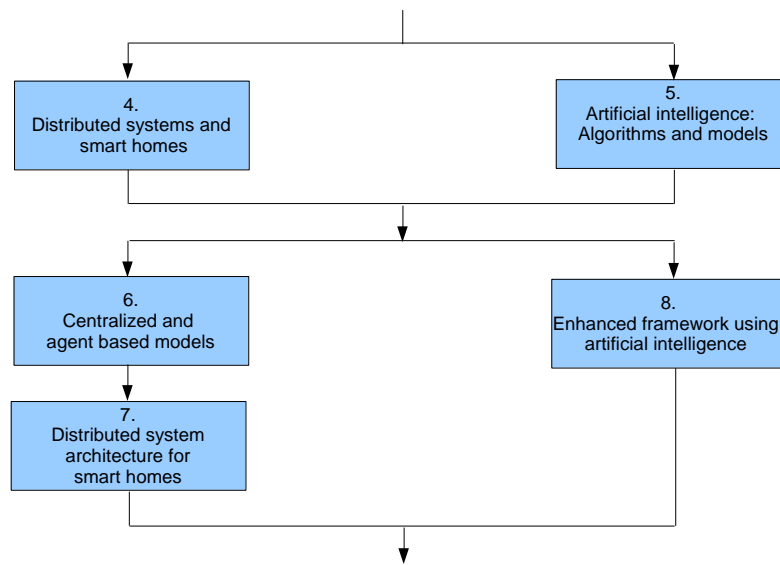 4.
Distributed systems and
smart homes
5.
Artificial intelligence:
Algorithms and models
6.
Centralized and
agent based models
8.
Enhanced framework using
artificial intelligence
7.
Distributed system
architecture for
smart homes